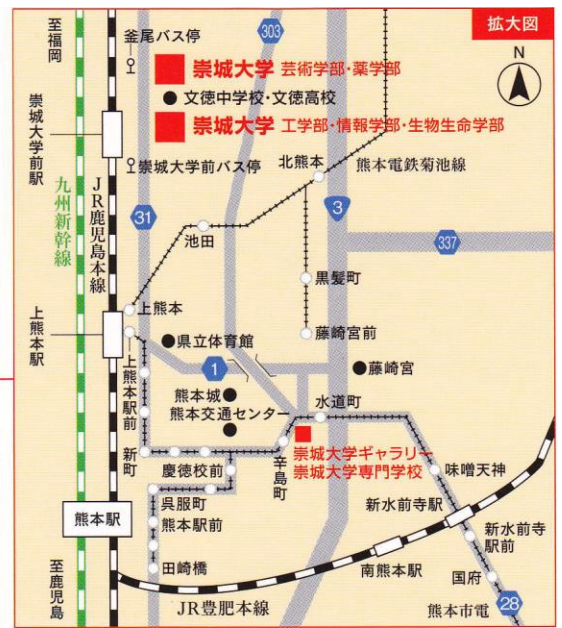 拡大図
N
至福岡
釜尾バス停
303
崇城大学 芸術学部・薬学部
文徳中学校・文徳高校
崇城大学 工学部・情報学部・生物生命学部
崇城大学前駅
崇城大学前バス停
北熊本
熊本電鉄菊池線
九州新幹線
JR鹿児島本線
31
3
池田
337
黒髪町
上熊本
藤崎宮前
上熊本駅
県立体育館
上熊本駅前
1
藤崎宮
熊本城
水道町
熊本交通センター
崇城大学ギャラリー
崇城大学専門学校
辛島町
新町
慶徳校前
味噌天神
呉服町
新水前寺駅
熊本駅
熊本駅前
新水前寺
駅前
田崎橋
南熊本駅
国府
至鹿児島
JR豊肥本線
熊本市電
28